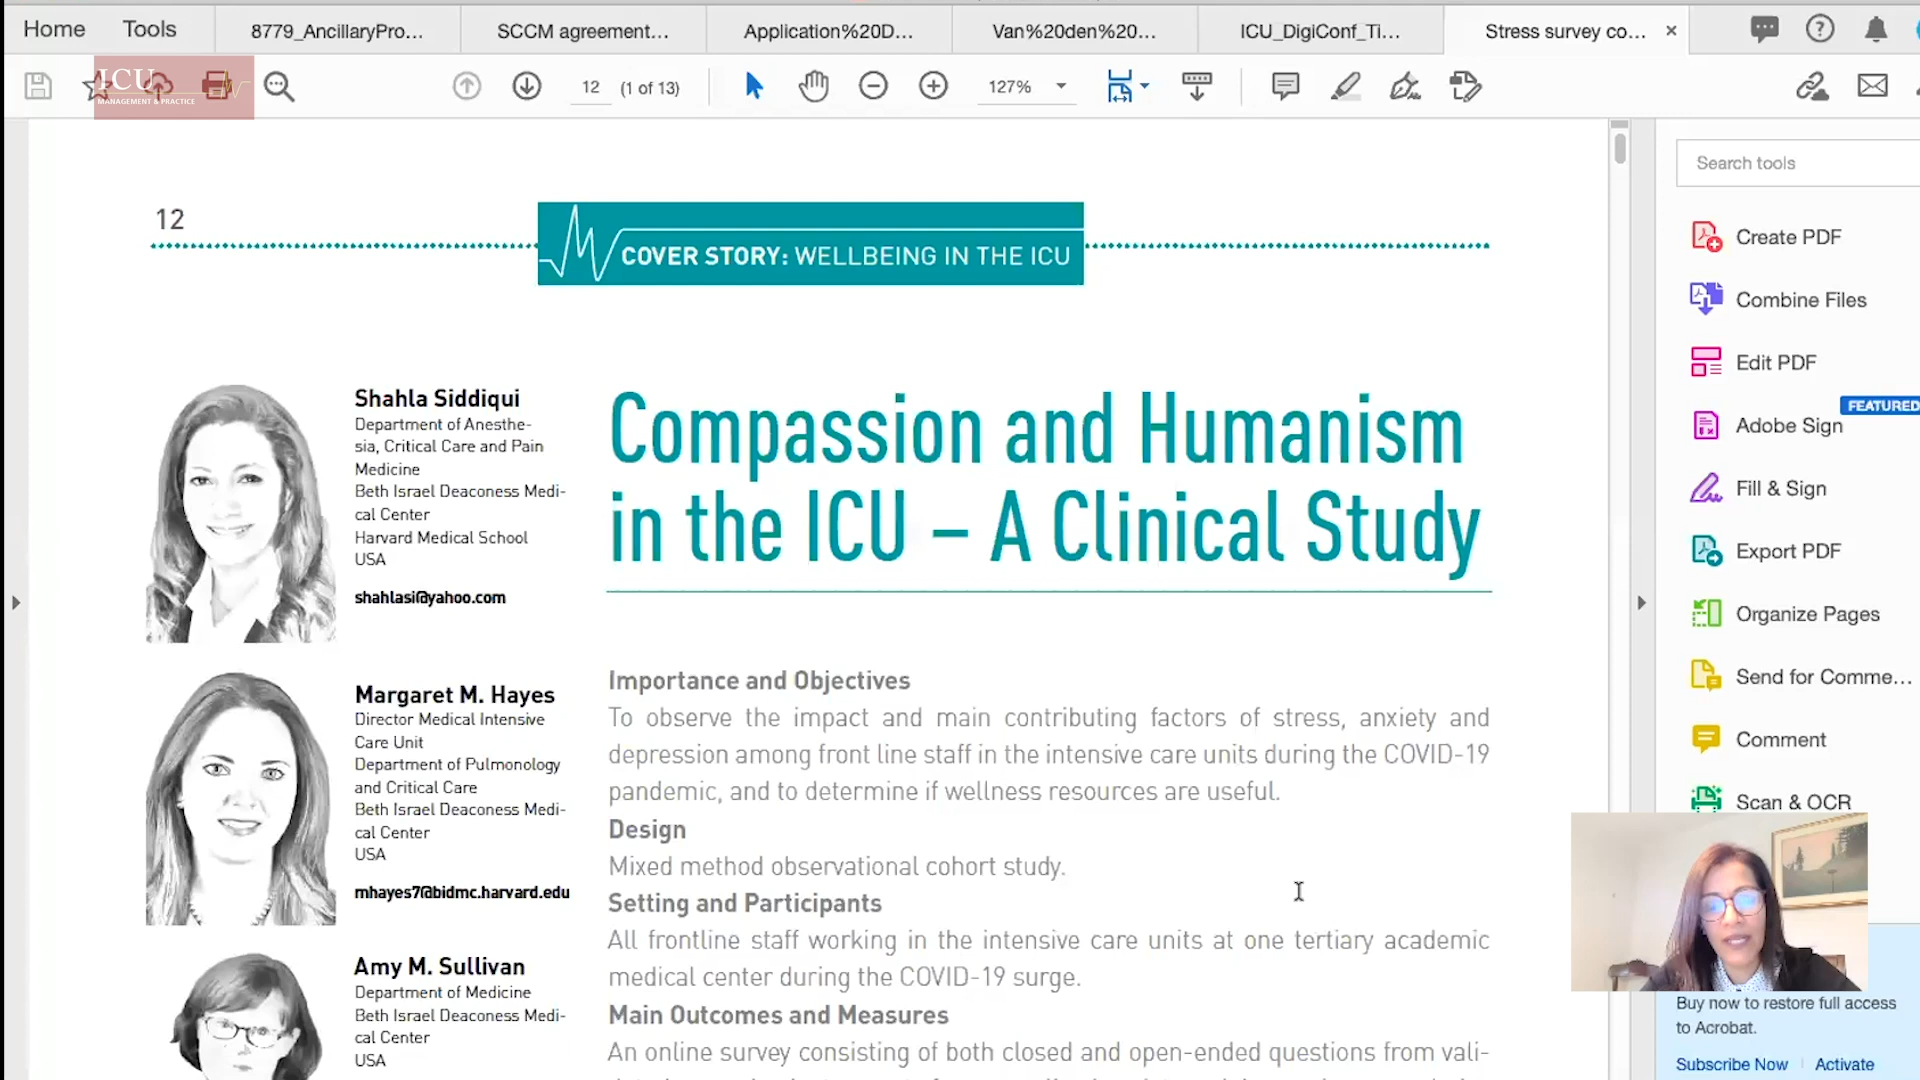 Home
Tools
8779_AncillaryPro...
SCCM agreement...
Application%20D...
Van%20den%20...
ICU_DigiConf_Ti...
Stress survey co...
ICU
MANAGEMENT & PRACTICE
12
(1 of 13)
127%
12
COVER STORY: WELLBEING IN THE ICU
Shahla Siddiqui
Department of Anesthe-
sia, Critical Care and Pain
Medicine
Beth Israel Deaconess Medi-
cal Center
Harvard Medical School
USA
shahlasi@yahoo.com
Margaret M. Hayes
Director Medical Intensive
Care Unit
Department of Pulmonology
and Critical Care
Beth Israel Deaconess Medi-
cal Center
USA
mhayes7@bidmc.harvard.edu
Amy M. Sullivan
Department of Medicine
Beth Israel Deaconess Medi-
cal Center
USA
Compassion and Humanism
in the ICU – A Clinical Study
Importance and Objectives
To observe the impact and main contributing factors of stress, anxiety and
depression among front line staff in the intensive care units during the COVID-19
pandemic, and to determine if wellness resources are useful.
Design
Mixed method observational cohort study.
Setting and Participants
All frontline staff working in the intensive care units at one tertiary academic
medical center during the COVID-19 surge.
Main Outcomes and Measures
An online survey consisting of both closed and open-ended questions from vali-
Search tools
Create PDF
Combine Files
Edit PDF
FEATURED
Adobe Sign
Fill & Sign
Export PDF
Organize Pages
Send for Comme...
Comment
Scan & OCR
Buy now to restore full access
to Acrobat.
Subscribe Now
Activate